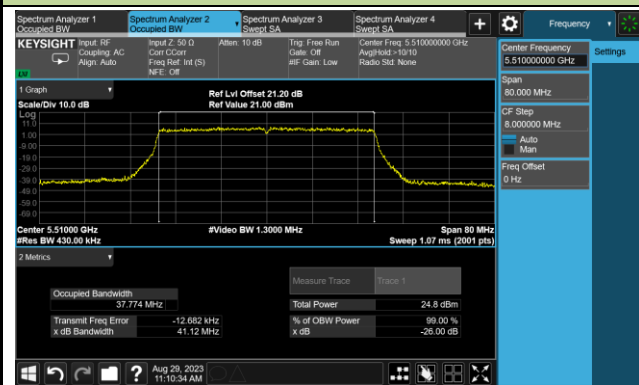 Spectrum Analyzer 1
Occupied BW
Spectrum Analyzer 2
Occupied BW
Spectrum Analyzer 3
Swept SA
Spectrum Analyzer 4
Swept SA
+
Frequency
KEYSIGHT
Input: RF
Coupling: AC
Align: Auto
Input Z: 50 Ω
Corr CCorr
Freq Ref: Int (S)
NFE: Off
Atten: 10 dB
Trig: Free Run
Gate: Off
#IF Gain: Low
Center Freq: 5.510000000 GHz
Avg|Hold:>10/10
Radio Std: None
Center Frequency
5.510000000 GHz
Settings
Span
80.000 MHz
CF Step
8.000000 MHz
Auto
Man
Freq Offset
0 Hz
1 Graph
Scale/Div 10.0 dB
Ref Lvl Offset 21.20 dB
Ref Value 21.00 dBm
Log
11.0
1.00
-9.00
-19.0
-29.0
-39.0
-49.0
-59.0
-69.0
Center 5.51000 GHz
#Res BW 430.00 kHz
#Video BW 1.3000 MHz
Span 80 MHz
Sweep 1.07 ms (2001 pts)
2 Metrics
Measure Trace
Trace 1
Occupied Bandwidth
37.774 MHz
Total Power
24.8 dBm
Transmit Freq Error
-12.682 kHz
% of OBW Power
99.00 %
x dB Bandwidth
41.12 MHz
x dB
-26.00 dB
?
Aug 29, 2023
11:10:34 AM